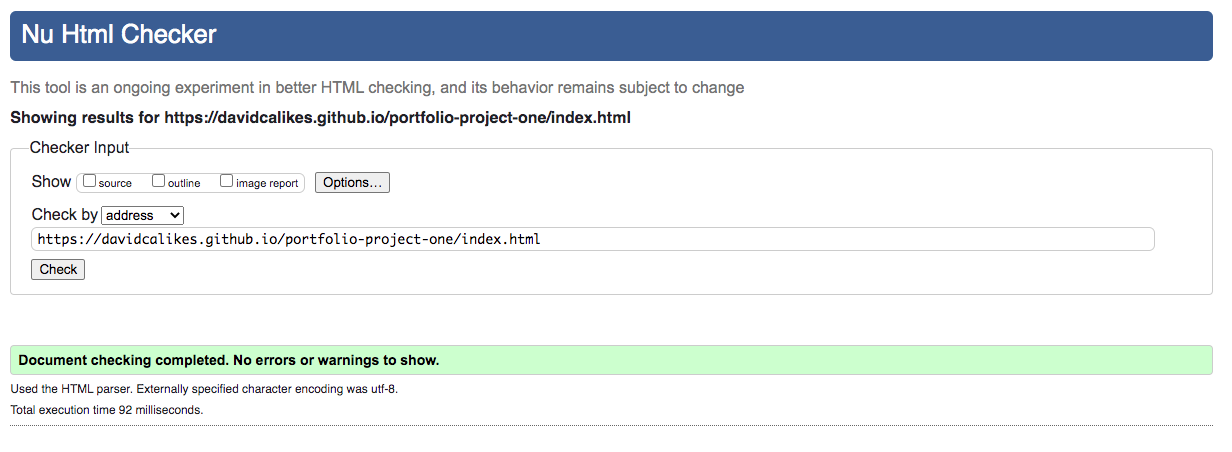 Nu Html Checker
This tool is an ongoing experiment in better HTML checking, and its behavior remains subject to change
Showing results for https://davidcalikes.github.io/portfolio-project-one/index.html
Checker Input
Show source outline image report Options...
Check by address
https://davidcalikes.github.io/portfolio-project-one/index.html
Check
Document checking completed. No errors or warnings to show.
Used the HTML parser. Externally specified character encoding was utf-8.
Total execution time 92 milliseconds.